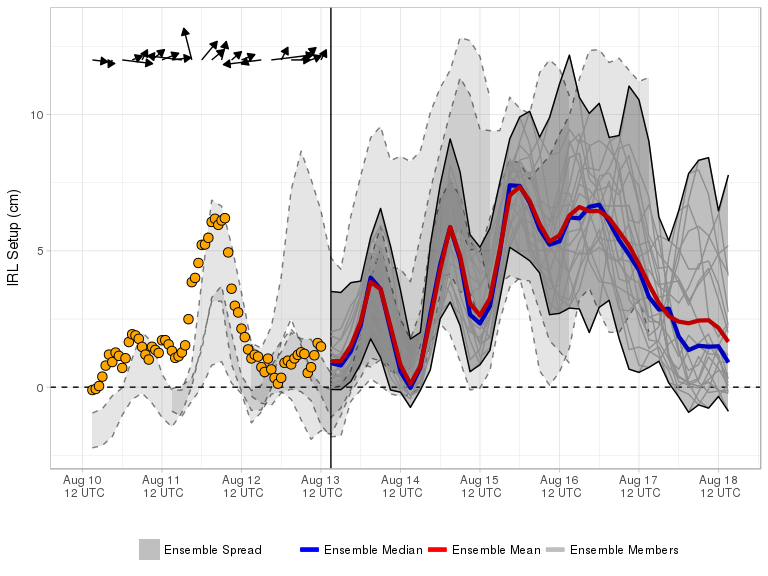 IRL Setup (cm)
10
5
0
Aug 10 Aug 11 Aug 12 Aug 13 Aug 14 Aug 15 Aug 16 Aug 17 Aug 18
12 UTC 12 UTC 12 UTC 12 UTC 12 UTC 12 UTC 12 UTC 12 UTC 12 UTC
Ensemble Spread Ensemble Median Ensemble Mean Ensemble Members